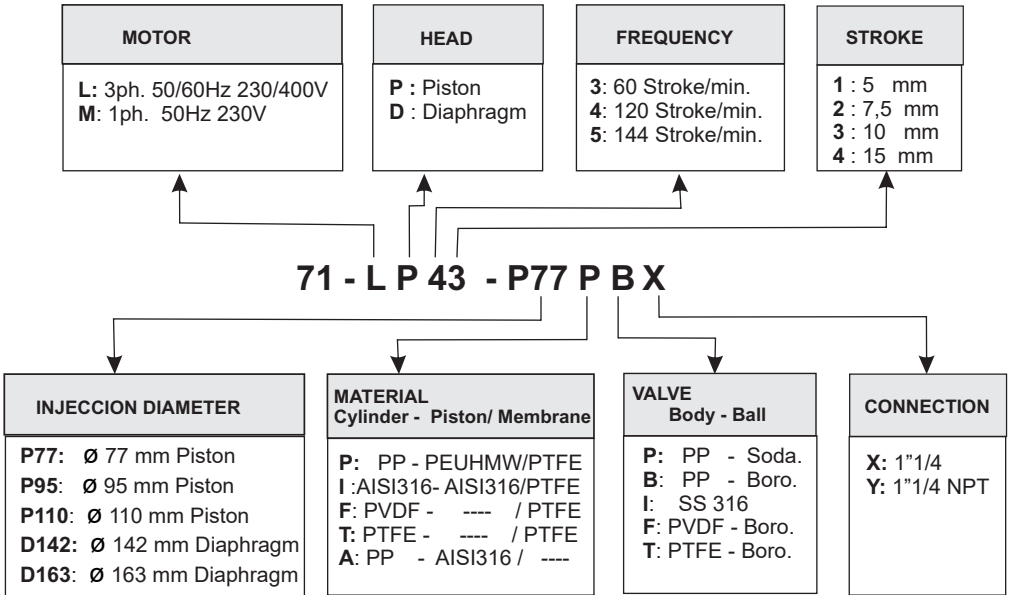 MOTOR
L: 3ph. 50/60Hz 230/400V
M: 1ph. 50Hz 230V
HEAD
P : Piston
D : Diaphragm
FREQUENCY
3: 60 Stroke/min.
4: 120 Stroke/min.
5: 144 Stroke/min.
STROKE
1 : 5 mm
2 : 7,5 mm
3 : 10 mm
4 : 15 mm
71 - L P 43 - P77 P B X
INJECCION DIAMETER
P77: Ø 77 mm Piston
P95: Ø 95 mm Piston
P110: Ø 110 mm Piston
D142: Ø 142 mm Diaphragm
D163: Ø 163 mm Diaphragm
MATERIAL
Cylinder - Piston/ Membrane
P: PP - PEUHMW/PTFE
I :AISI316- AISI316/PTFE
F: PVDF - ---- / PTFE
T: PTFE - ---- / PTFE
A: PP - AISI316 / ----
VALVE
Body - Ball
P: PP - Soda.
B: PP - Boro.
I: SS 316
F: PVDF - Boro.
T: PTFE - Boro.
CONNECTION
X: 1”1/4
Y: 1”1/4 NPT